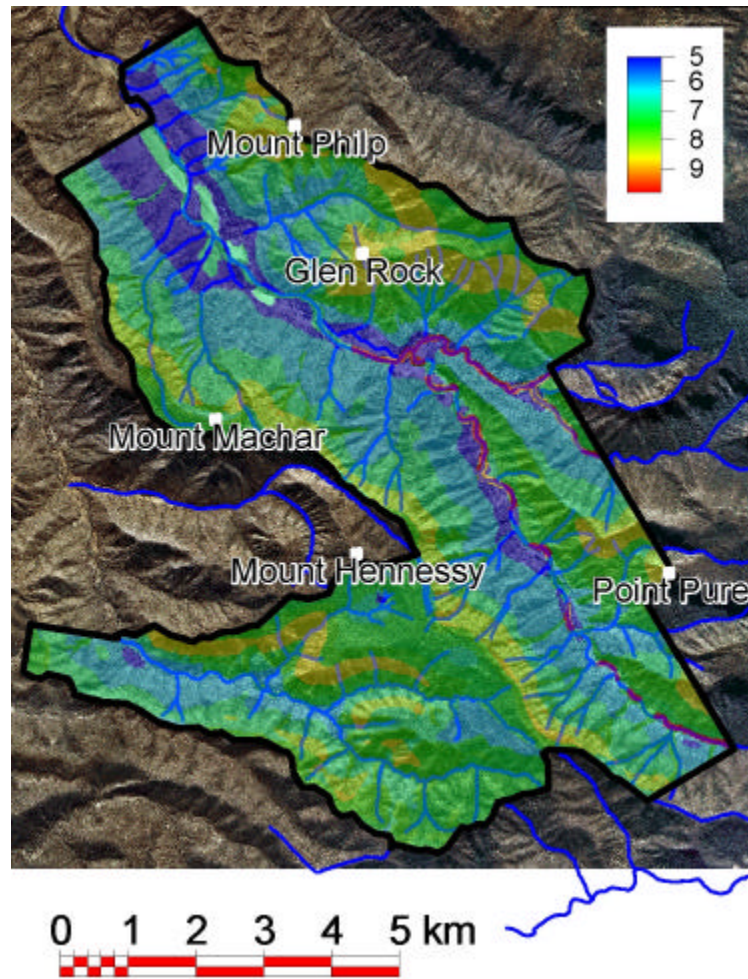 5
6
7
8
9
Mount Philp
Glen Rock
Mount Machar
Mount Hennessy
Point Pure
0 1 2 3 4 5 km